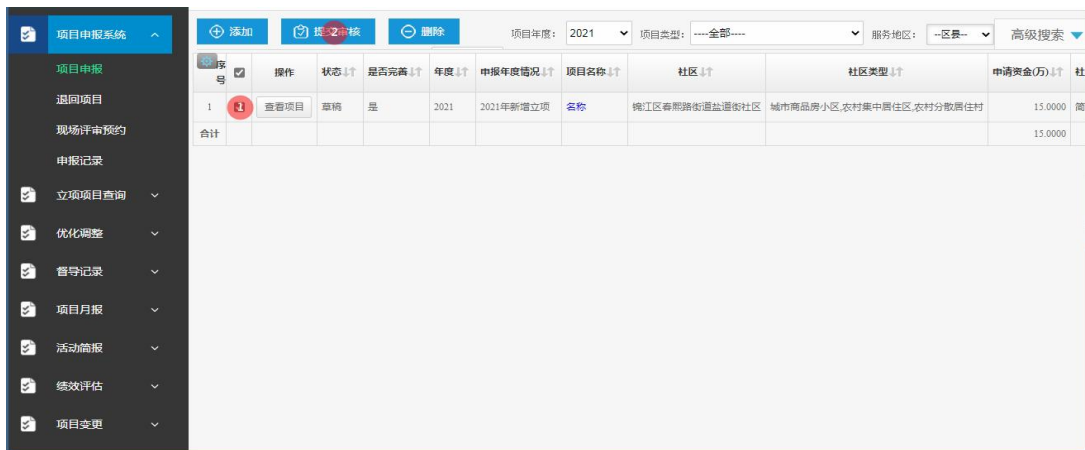 项目申报系统
项目申报
退回项目
现场评审预约
申报记录
立项项目查询
优化调整
督导记录
项目月报
活动简报
绩效评估
项目变更
添加 提交审核 2 删除 项目年度: 2021 项目类型: ----全部---- 服务地区: --区县-- 高级搜索
序号 操作 状态 是否完善 年度 申报年度情况 项目名称 社区 社区类型 申请资金(万) 社
1 1 查看项目 草稿 是 2021 2021年新增立项 名称 锦江区春熙路街道盐道街社区 城市商品房小区,农村集中居住区,农村分散居住村 15.0000 简
合计 15.0000